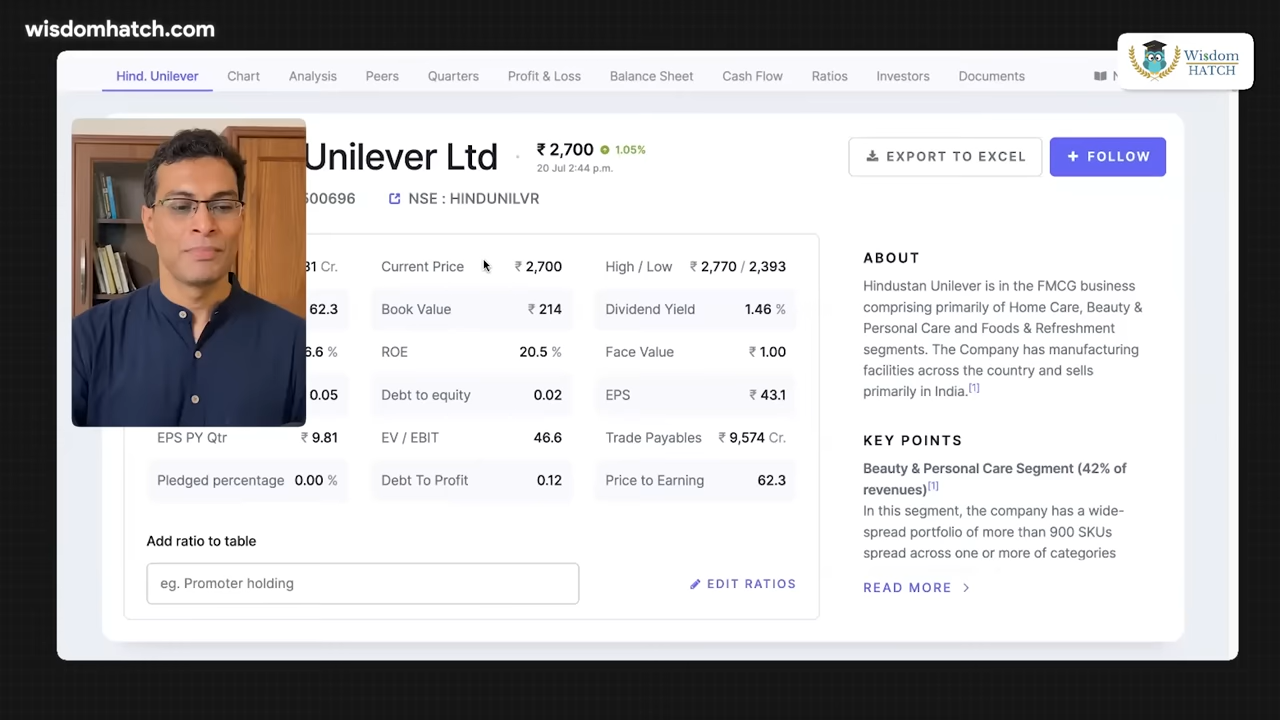 wisdomhatch.com
Wisdom
HATCH
Hind. Unilever Chart Analysis Peers Quarters Profit & Loss Balance Sheet Cash Flow Ratios Investors Documents
Unilever Ltd
₹ 2,700 1.05%
20 Jul 2:44 p.m.
EXPORT TO EXCEL
+ FOLLOW
500696 NSE : HINDUNILVR
Cr. Current Price ₹ 2,700 High / Low ₹ 2,770 / 2,393
62.3 Book Value ₹ 214 Dividend Yield 1.46 %
% ROE 20.5 % Face Value ₹ 1.00
0.05 Debt to equity 0.02 EPS ₹ 43.1
EPS PY Qtr ₹ 9.81 EV / EBIT 46.6 Trade Payables ₹ 9,574 Cr.
Pledged percentage 0.00 % Debt To Profit 0.12 Price to Earning 62.3
Add ratio to table
eg. Promoter holding
EDIT RATIOS
ABOUT
Hindustan Unilever is in the FMCG business
comprising primarily of Home Care, Beauty &
Personal Care and Foods & Refreshment
segments. The Company has manufacturing
facilities across the country and sells
primarily in India.[1]
KEY POINTS
Beauty & Personal Care Segment (42% of
revenues)[1]
In this segment, the company has a wide-
spread portfolio of more than 900 SKUs
spread across one or more of categories
READ MORE >